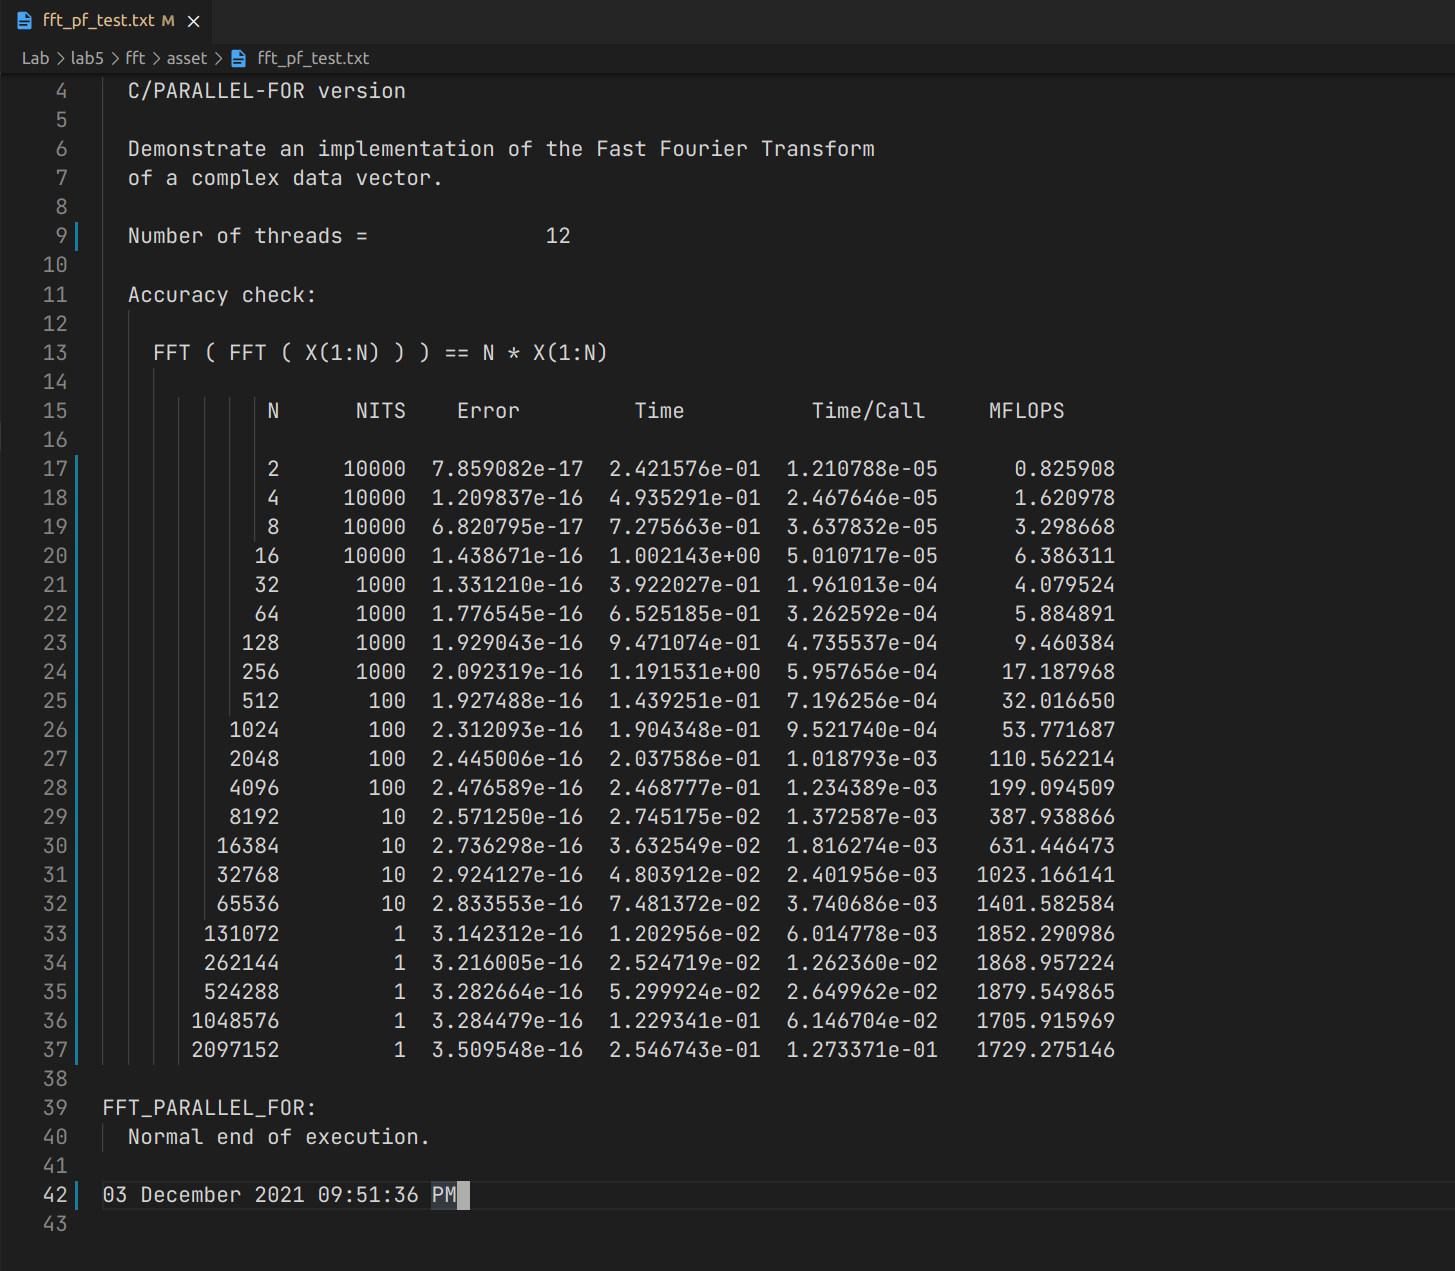 fft_pf_test.txt M ×
Lab > lab5 > fft > asset > fft_pf_test.txt
4 C/PARALLEL-FOR version
5
6 Demonstrate an implementation of the Fast Fourier Transform
7 of a complex data vector.
8
9 Number of threads = 12
10
11 Accuracy check:
12
13 FFT ( FFT ( X(1:N) ) ) == N * X(1:N)
14
15 N NITS Error Time Time/Call MFLOPS
16
17 2 10000 7.859082e-17 2.421576e-01 1.210788e-05 0.825908
18 4 10000 1.209837e-16 4.935291e-01 2.467646e-05 1.620978
19 8 10000 6.820795e-17 7.275663e-01 3.637832e-05 3.298668
20 16 10000 1.438671e-16 1.002143e+00 5.010717e-05 6.386311
21 32 1000 1.331210e-16 3.922027e-01 1.961013e-04 4.079524
22 64 1000 1.776545e-16 6.525185e-01 3.262592e-04 5.884891
23 128 1000 1.929043e-16 9.471074e-01 4.735537e-04 9.460384
24 256 1000 2.092319e-16 1.191531e+00 5.957656e-04 17.187968
25 512 100 1.927488e-16 1.439251e-01 7.196256e-04 32.016650
26 1024 100 2.312093e-16 1.904348e-01 9.521740e-04 53.771687
27 2048 100 2.445006e-16 2.037586e-01 1.018793e-03 110.562214
28 4096 100 2.476589e-16 2.468777e-01 1.234389e-03 199.094509
29 8192 10 2.571250e-16 2.745175e-02 1.372587e-03 387.938866
30 16384 10 2.736298e-16 3.632549e-02 1.816274e-03 631.446473
31 32768 10 2.924127e-16 4.803912e-02 2.401956e-03 1023.166141
32 65536 10 2.833553e-16 7.481372e-02 3.740686e-03 1401.582584
33 131072 1 3.142312e-16 1.202956e-02 6.014778e-03 1852.290986
34 262144 1 3.216005e-16 2.524719e-02 1.262360e-02 1868.957224
35 524288 1 3.282664e-16 5.299924e-02 2.649962e-02 1879.549865
36 1048576 1 3.284479e-16 1.229341e-01 6.146704e-02 1705.915969
37 2097152 1 3.509548e-16 2.546743e-01 1.273371e-01 1729.275146
38
39 FFT_PARALLEL_FOR:
40 Normal end of execution.
41
42 03 December 2021 09:51:36 PM
43